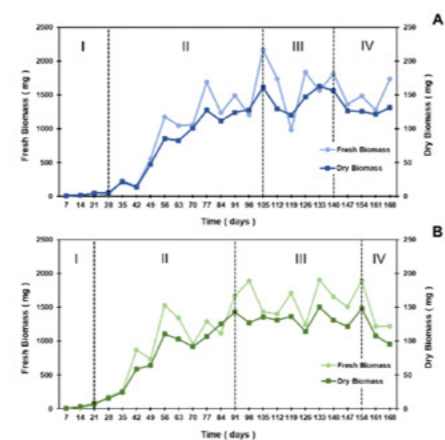 A
I II III IV
2500 250
2000 200
1500 150
1000 100
500 50
0 0
Fresh Biomass ( mg )
Dry Biomass ( mg )
Fresh Biomass
Dry Biomass
7 14 21 28 35 42 49 56 63 70 77 84 91 98 105 112 119 126 133 140 147 154 161 168
Time ( days )
B
I II III IV
2500 250
2000 200
1500 150
1000 100
500 50
0 0
Fresh Biomass ( mg )
Dry Biomass ( mg )
Fresh Biomass
Dry Biomass
7 14 21 28 35 42 49 56 63 70 77 84 91 98 105 112 119 126 133 140 147 154 161 168
Time ( days )